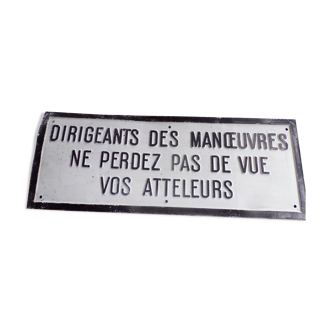 DIRIGEANTS DES MANŒUVRES
NE PERDEZ PAS DE VUE
VOS ATTELEURS